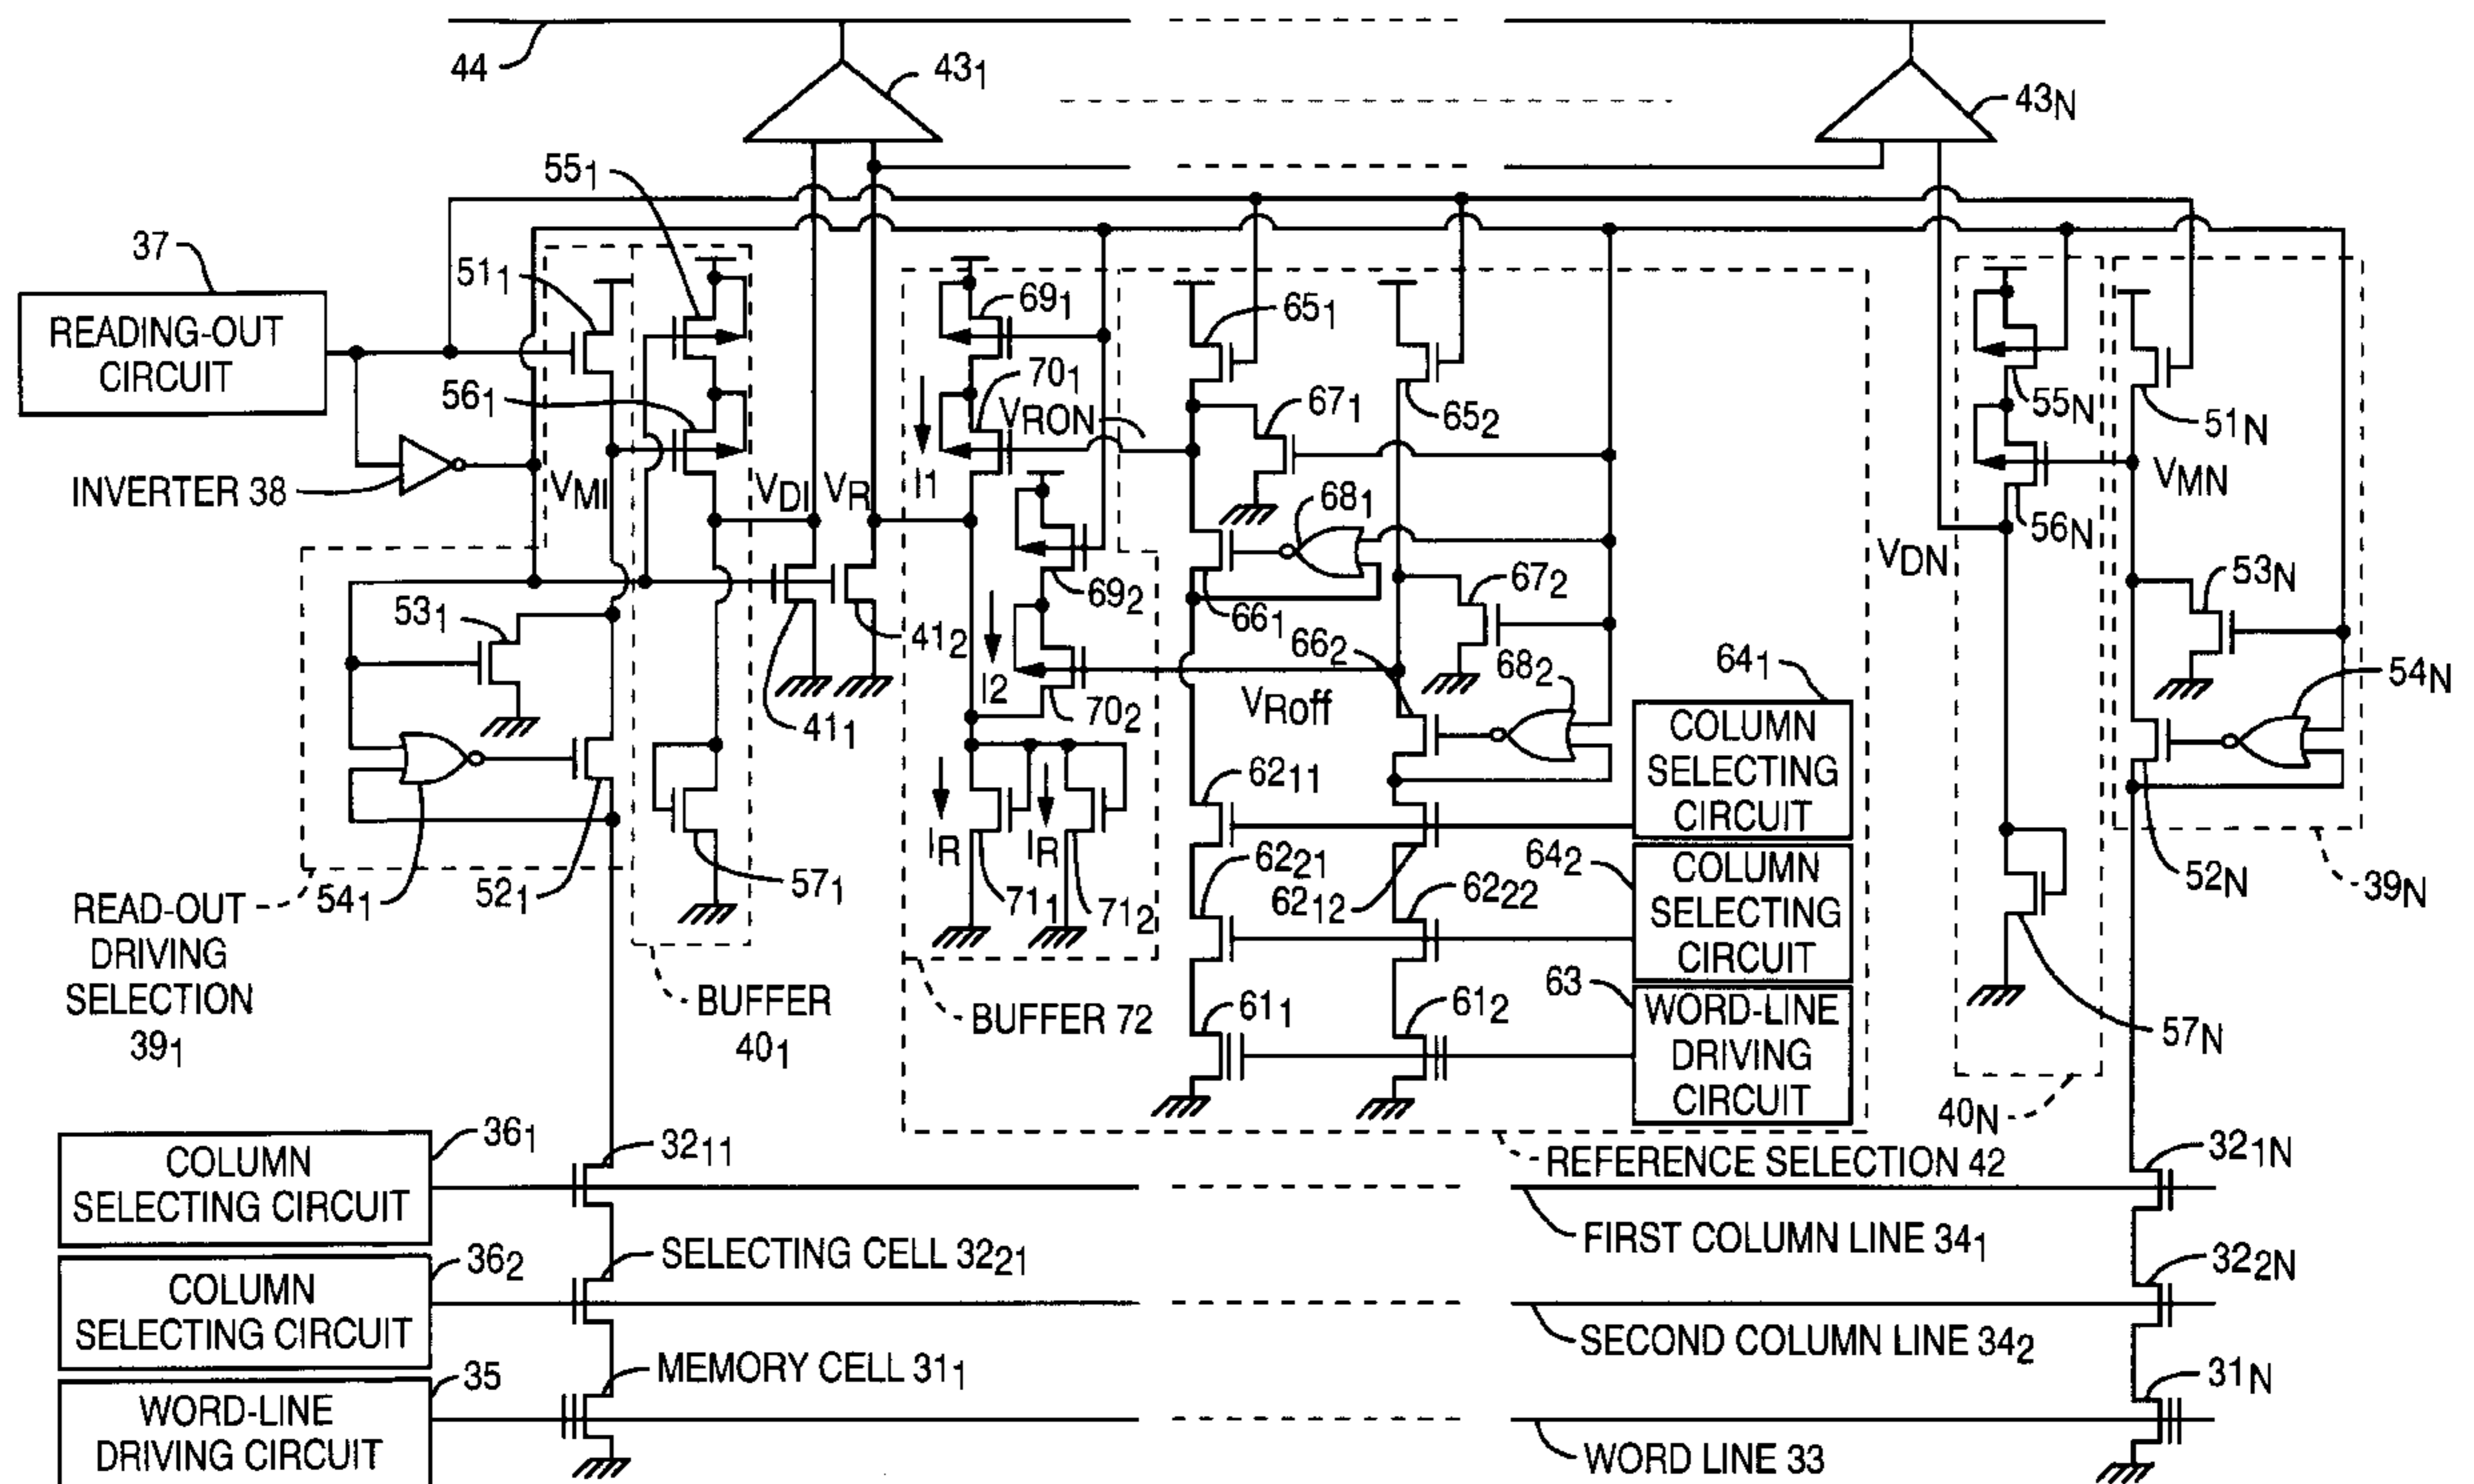 44
43₁
43N
55₁
37
51₁
READING-OUT
CIRCUIT
56₁
INVERTER 38
VMI
VDI
VR
I1
69₁
70₁
VRON
65₁
67₁
65₂
68₁
55N
51N
VMN
56N
VDN
53₁
41₂
41₁
69₂
I2
70₂
66₁
66₂
67₂
68₂
VRoff
64₁
COLUMN
SELECTING
CIRCUIT
53N
54N
54₁
52₁
57₁
IR
IR
71₁
71₂
62₁₁
62₂₁
62₁₂
62₂₂
64₂
COLUMN
SELECTING
CIRCUIT
52N
39N
READ-OUT
DRIVING
SELECTION
39₁
BUFFER
40₁
BUFFER 72
61₁
61₂
63
WORD-LINE
DRIVING
CIRCUIT
57N
40N
36₁
COLUMN
SELECTING CIRCUIT
32₁₁
REFERENCE SELECTION 42
32₁N
FIRST COLUMN LINE 34₁
36₂
COLUMN
SELECTING CIRCUIT
SELECTING CELL 32₂₁
32₂N
SECOND COLUMN LINE 34₂
35
WORD-LINE
DRIVING CIRCUIT
MEMORY CELL 31₁
31N
WORD LINE 33